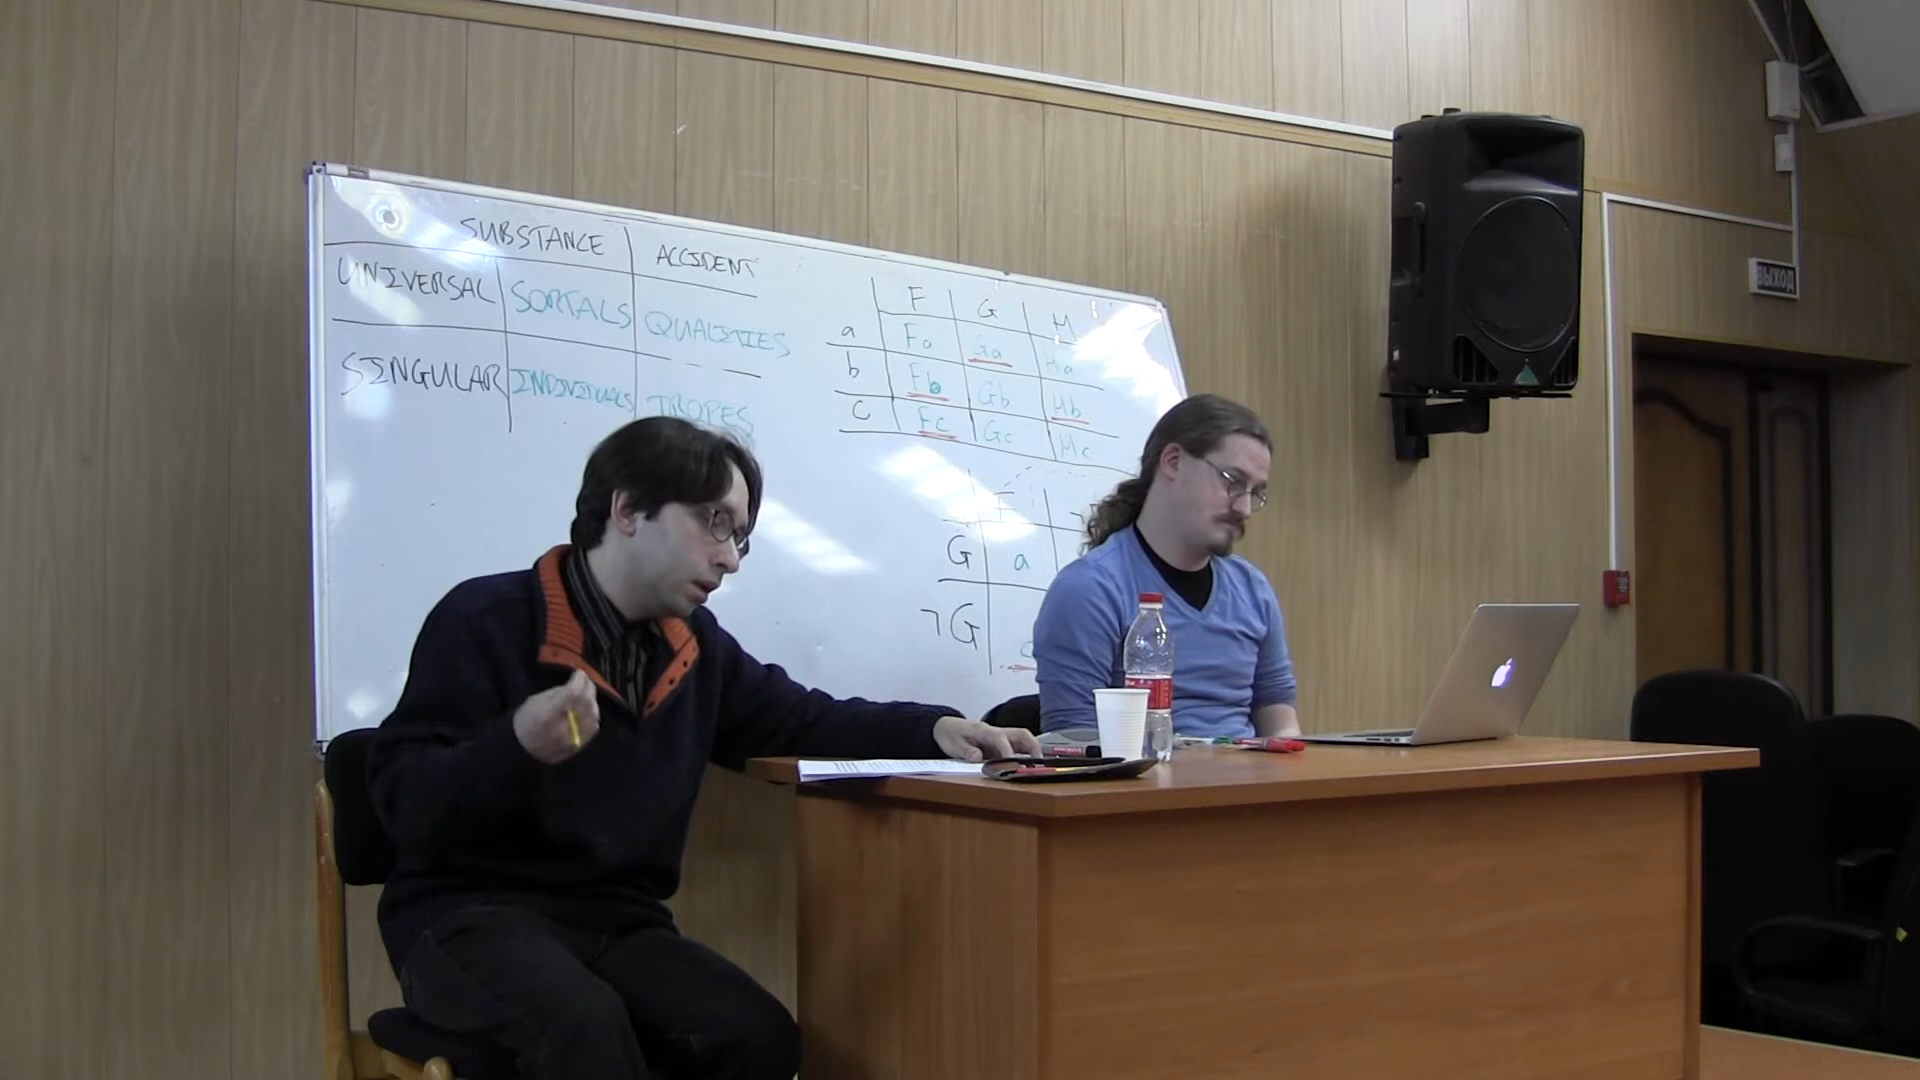 SUBSTANCE ACCIDENT
UNIVERSAL SORTALS QUALITIES
SINGULAR INDIVIDUALS TROPES
F G H
a Fa Ga Ha
b Fb Gb Hb
c Fc Gc Hc
F
G a
¬G
ВЫХОД